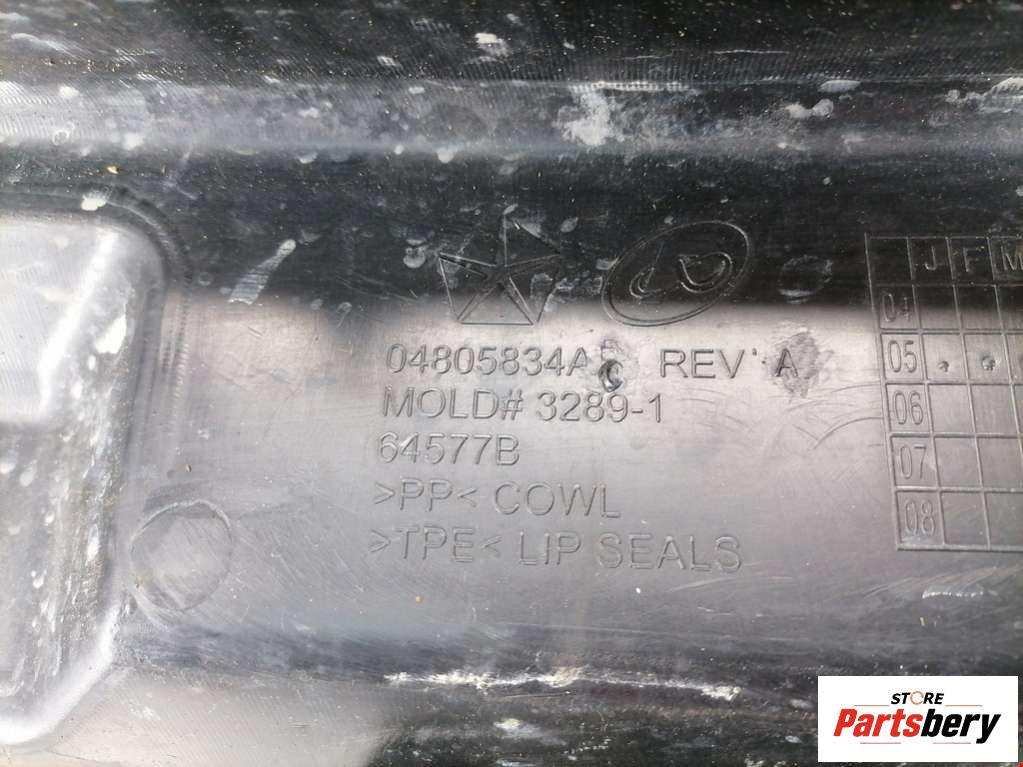 04805834A REV A
MOLD# 3289-1
64577B
>PP< COWL
>TPE< LIP SEALS
J F M
04
05
06
07
08
STORE
Partsbery